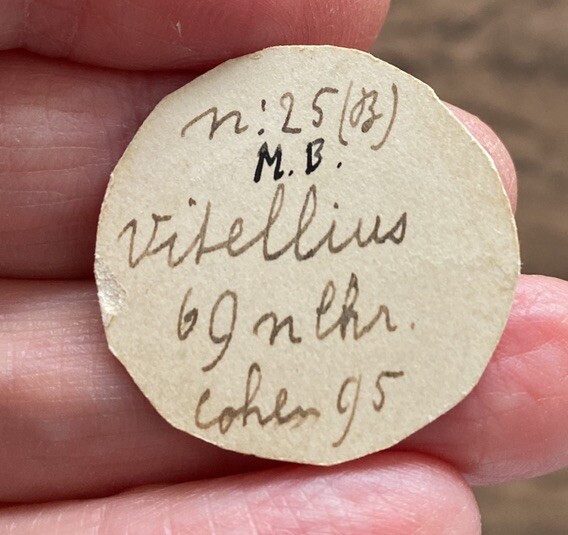 n: 25 (B)
M.B.
Vitellius
69 n Chr.
Cohen 95